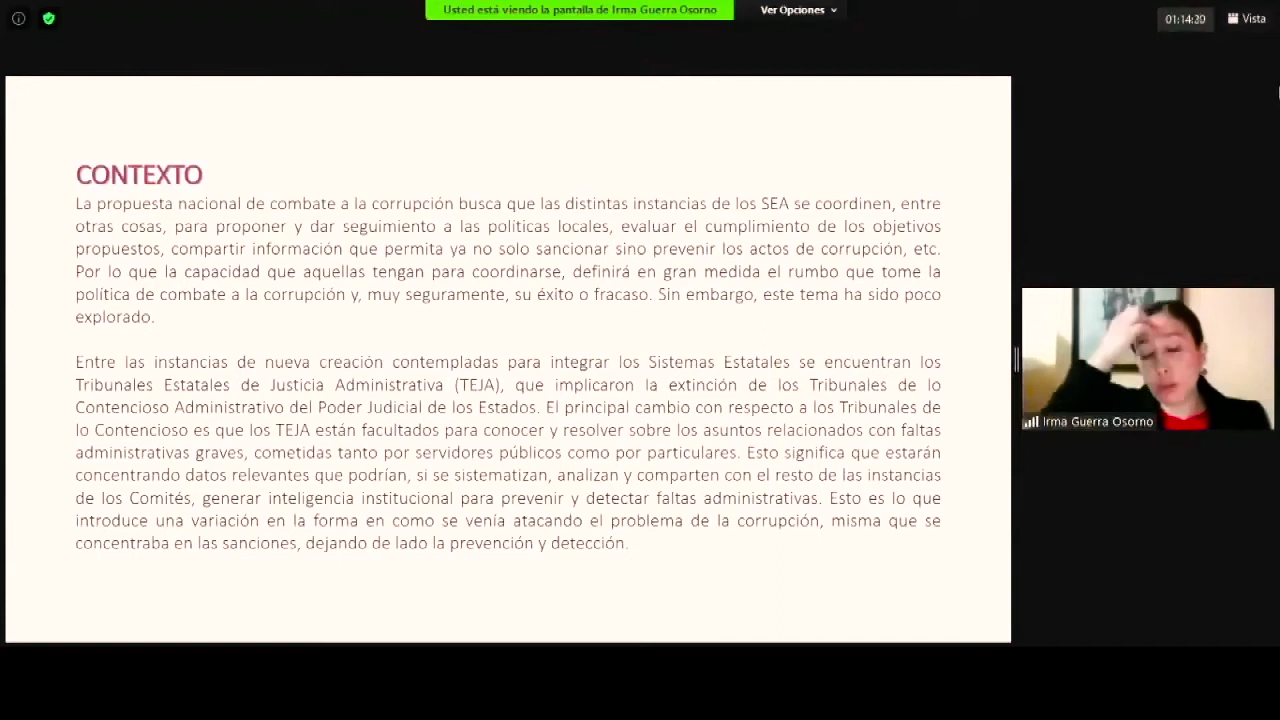 Usted está viendo la pantalla de Irma Guerra Osorno
Ver Opciones
01:14:20
Vista
CONTEXTO
La propuesta nacional de combate a la corrupción busca que las distintas instancias de los SEA se coordinen, entre
otras cosas, para proponer y dar seguimiento a las políticas locales, evaluar el cumplimiento de los objetivos
propuestos, compartir información que permita ya no solo sancionar sino prevenir los actos de corrupción, etc.
Por lo que la capacidad que aquellas tengan para coordinarse, definirá en gran medida el rumbo que tome la
política de combate a la corrupción y, muy seguramente, su éxito o fracaso. Sin embargo, este tema ha sido poco
explorado.
Entre las instancias de nueva creación contempladas para integrar los Sistemas Estatales se encuentran los
Tribunales Estatales de Justicia Administrativa (TEJA), que implicaron la extinción de los Tribunales de lo
Contencioso Administrativo del Poder Judicial de los Estados. El principal cambio con respecto a los Tribunales de
lo Contencioso es que los TEJA están facultados para conocer y resolver sobre los asuntos relacionados con faltas
administrativas graves, cometidas tanto por servidores públicos como por particulares. Esto significa que estarán
concentrando datos relevantes que podrían, si se sistematizan, analizan y comparten con el resto de las instancias
de los Comités, generar inteligencia institucional para prevenir y detectar faltas administrativas. Esto es lo que
introduce una variación en la forma en como se venía atacando el problema de la corrupción, misma que se
concentraba en las sanciones, dejando de lado la prevención y detección.
Irma Guerra Osorno